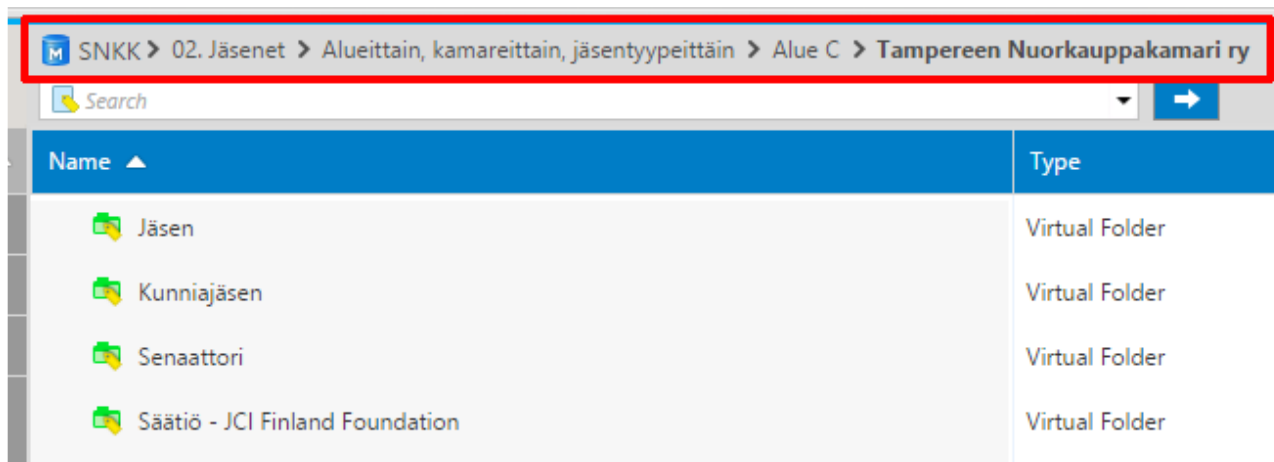 M SNKK > 02. Jäsenet > Alueittain, kamareittain, jäsentyypeittäin > Alue C > Tampereen Nuorkauppakamari ry
Search
Name Type
Jäsen Virtual Folder
Kunniajäsen Virtual Folder
Senaattori Virtual Folder
Säätiö - JCI Finland Foundation Virtual Folder